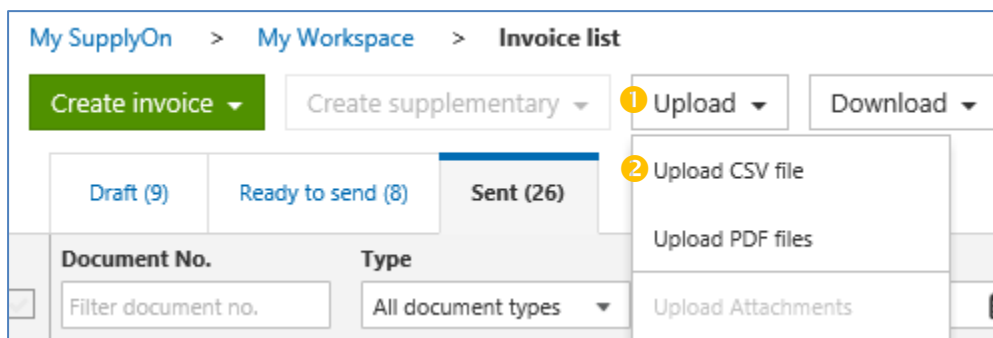 My SupplyOn > My Workspace > Invoice list
Create invoice Create supplementary 1 Upload Download
2 Upload CSV file
Draft (9) Ready to send (8) Sent (26)
Upload PDF files
Document No. Type
Filter document no. All document types Upload Attachments